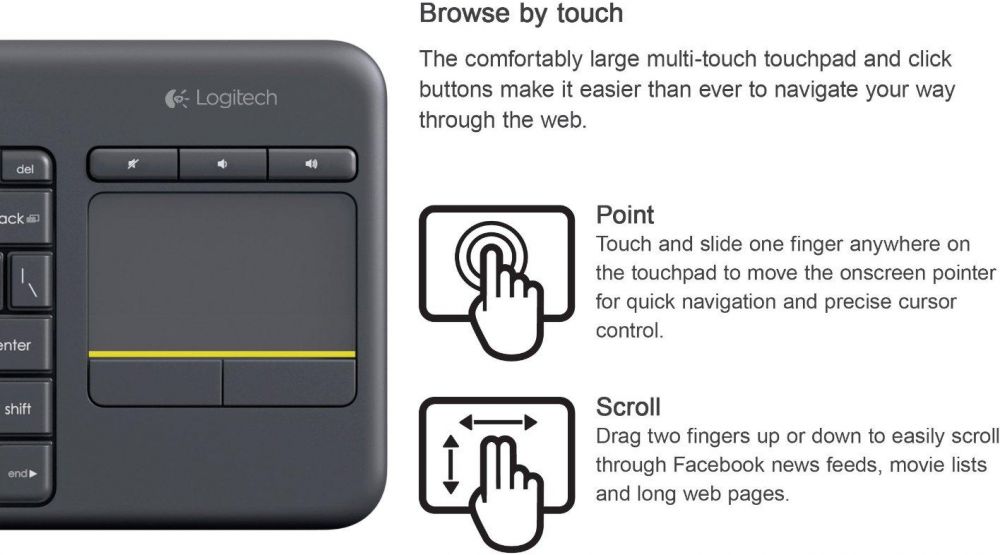 Browse by touch
The comfortably large multi-touch touchpad and click
buttons make it easier than ever to navigate your way
through the web.
Logitech
del
ack
\
enter
shift
end
Point
Touch and slide one finger anywhere on
the touchpad to move the onscreen pointer
for quick navigation and precise cursor
control.
Scroll
Drag two fingers up or down to easily scroll
through Facebook news feeds, movie lists
and long web pages.